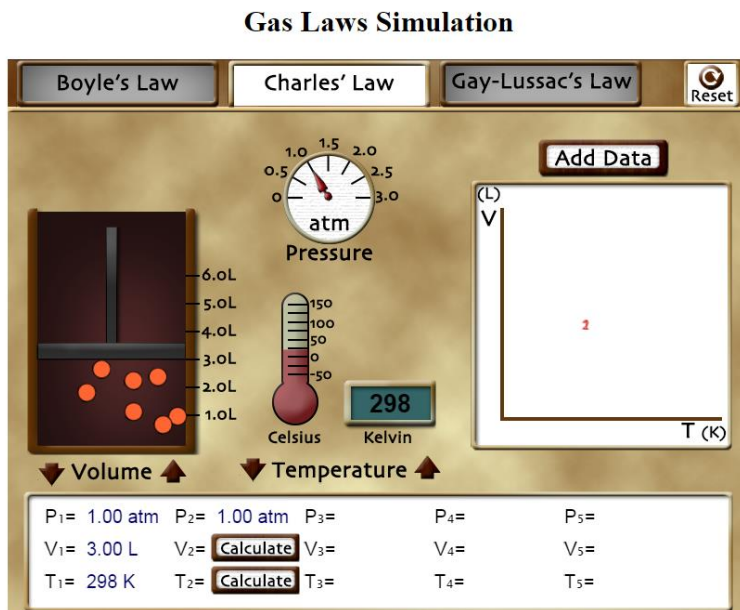 Gas Laws Simulation
Boyle's Law
Charles' Law
Gay-Lussac's Law
Reset
0
0.5
1.0
1.5
2.0
2.5
3.0
atm
Pressure
Add Data
(L)
V
T (K)
6.0L
5.0L
4.0L
3.0L
2.0L
1.0L
Volume
150
100
50
0
-50
Celsius
298
Kelvin
Temperature
P1= 1.00 atm P2= 1.00 atm P3= P4= P5=
V1= 3.00 L V2= Calculate V3= V4= V5=
T1= 298 K T2= Calculate T3= T4= T5=